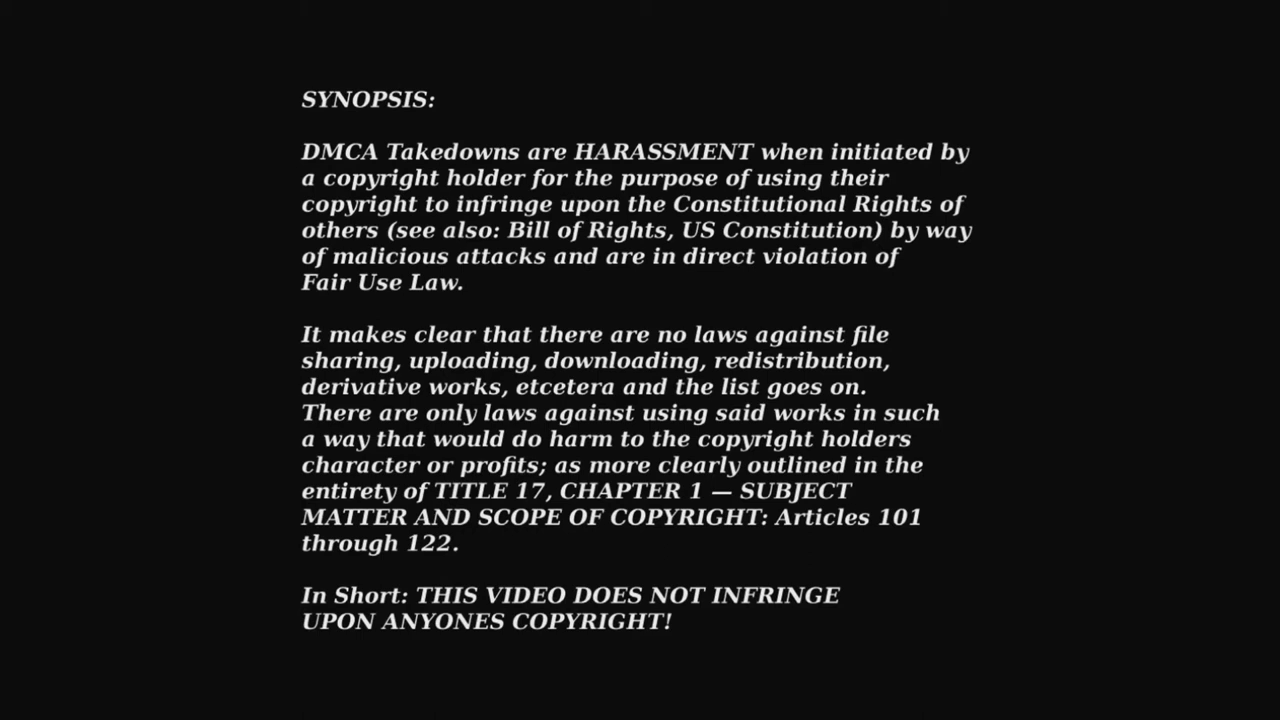 SYNOPSIS:
DMCA Takedowns are HARASSMENT when initiated by
a copyright holder for the purpose of using their
copyright to infringe upon the Constitutional Rights of
others (see also: Bill of Rights, US Constitution) by way
of malicious attacks and are in direct violation of
Fair Use Law.
It makes clear that there are no laws against file
sharing, uploading, downloading, redistribution,
derivative works, etcetera and the list goes on.
There are only laws against using said works in such
a way that would do harm to the copyright holders
character or profits; as more clearly outlined in the
entirety of TITLE 17, CHAPTER 1 — SUBJECT
MATTER AND SCOPE OF COPYRIGHT: Articles 101
through 122.
In Short: THIS VIDEO DOES NOT INFRINGE
UPON ANYONES COPYRIGHT!